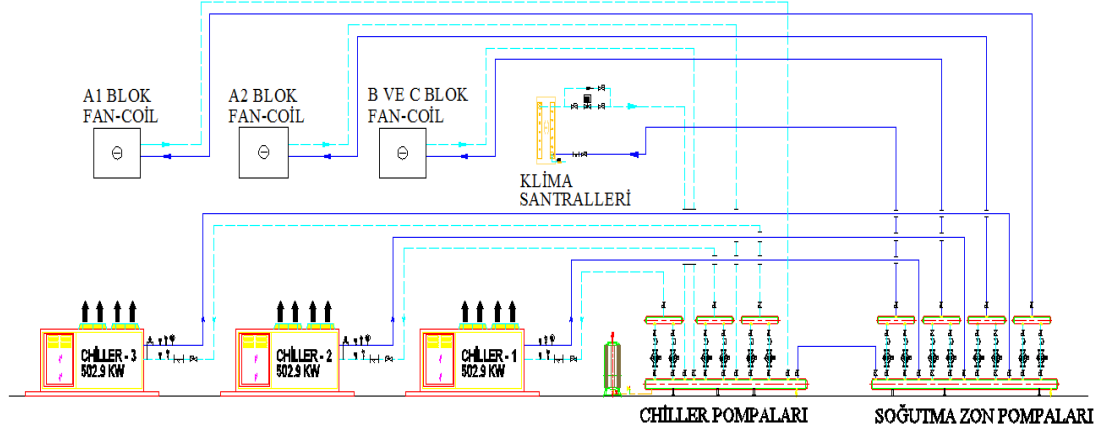 A1 BLOK
FAN-COİL
A2 BLOK
FAN-COİL
B VE C BLOK
FAN-COİL
KLİMA
SANTRALLERİ
CHİLLER - 3
502.9 KW
CHİLLER - 2
502.9 KW
CHİLLER - 1
502.9 KW
CHİLLER POMPALARI
SOĞUTMA ZON POMPALARI